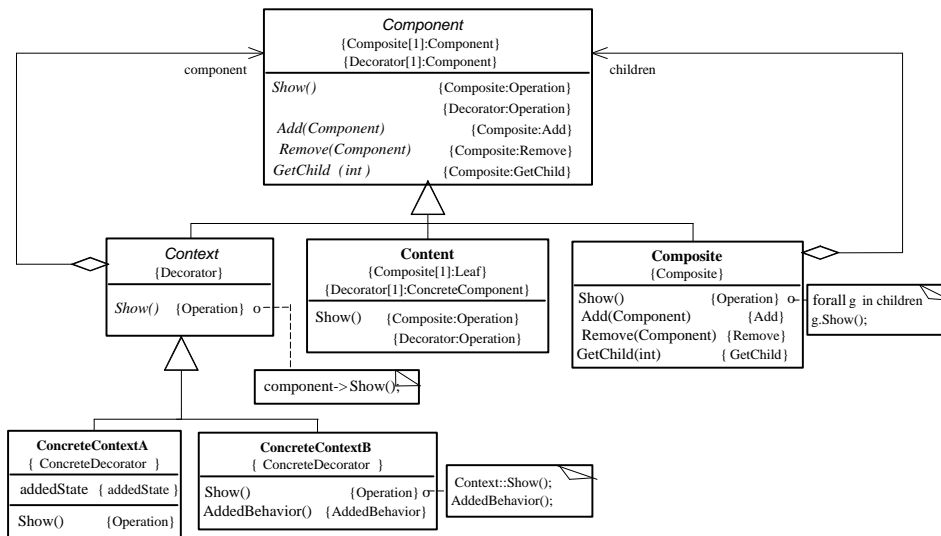 Component
{Composite[1]:Component}
{Decorator[1]:Component}
component
children
Show() {Composite:Operation}
{Decorator:Operation}
Add(Component) {Composite:Add}
Remove(Component) {Composite:Remove}
GetChild (int) {Composite:GetChild}
Context
{Decorator}
Show() {Operation} o
Content
{Composite[1]:Leaf}
{Decorator[1]:ConcreteComponent}
Show() {Composite:Operation}
{Decorator:Operation}
Composite
{Composite}
Show() {Operation} o
Add(Component) {Add}
Remove(Component) {Remove}
GetChild(int) { GetChild}
forall g in children
g.Show();
component->Show();
ConcreteContextA
{ ConcreteDecorator }
addedState { addedState }
Show() {Operation}
ConcreteContextB
{ ConcreteDecorator }
Show() {Operation} o
AddedBehavior() {AddedBehavior}
Context::Show();
AddedBehavior();